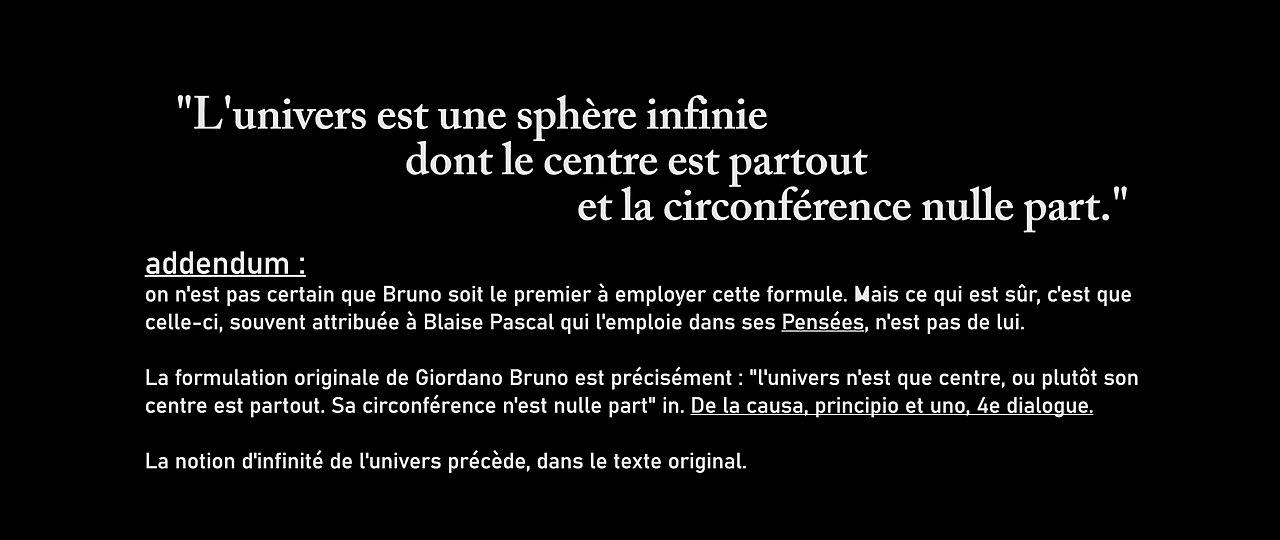 "L'univers est une sphère infinie
dont le centre est partout
et la circonférence nulle part."
addendum :
on n'est pas certain que Bruno soit le premier à employer cette formule. Mais ce qui est sûr, c'est que
celle-ci, souvent attribuée à Blaise Pascal qui l'emploie dans ses Pensées, n'est pas de lui.
La formulation originale de Giordano Bruno est précisément : "l'univers n'est que centre, ou plutôt son
centre est partout. Sa circonférence n'est nulle part" in. De la causa, principio et uno, 4e dialogue.
La notion d'infinité de l'univers précède, dans le texte original.